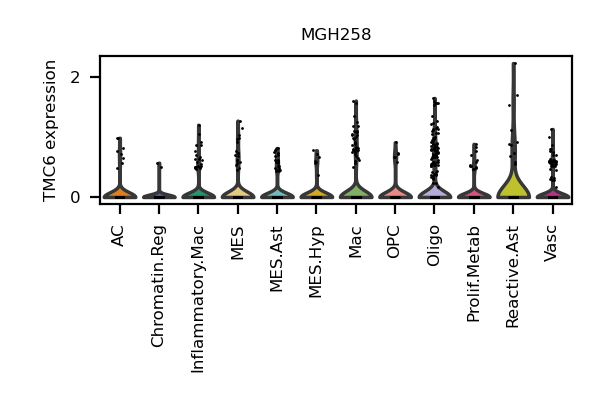 MGH258
TMC6 expression
2
0
AC
Chromatin.Reg
Inflammatory.Mac
MES
MES.Ast
MES.Hyp
Mac
OPC
Oligo
Prolif.Metab
Reactive.Ast
Vasc